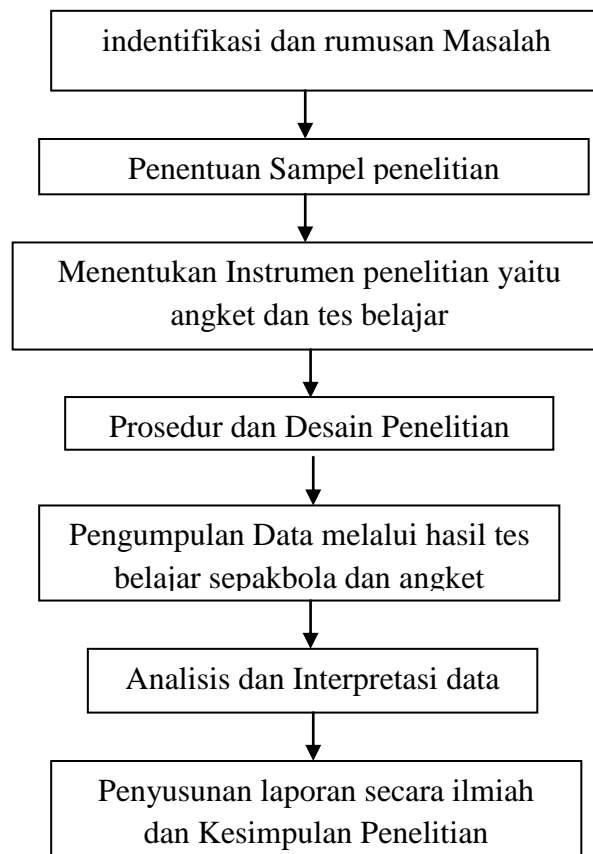 indentifikasi dan rumusan Masalah
Penentuan Sampel penelitian
Menentukan Instrumen penelitian yaitu
angket dan tes belajar
Prosedur dan Desain Penelitian
Pengumpulan Data melalui hasil tes
belajar sepakbola dan angket
Analisis dan Interpretasi data
Penyusunan laporan secara ilmiah
dan Kesimpulan Penelitian